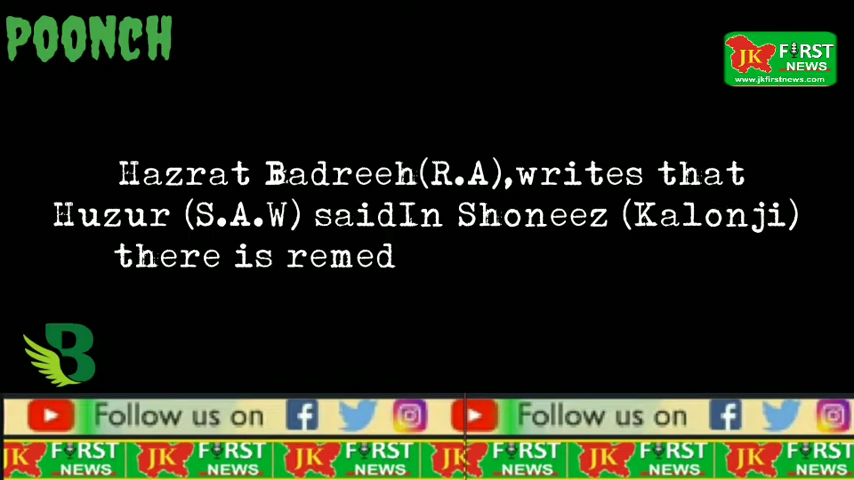 POONCH
JK FIRST NEWS
www.jkfirstnews.com
Hazrat Badreeh(R.A),writes that
Huzur (S.A.W) saidIn Shoneez (Kalonji)
there is remed
B
Follow us on Follow us on
JK FIRST NEWS JK FIRST NEWS JK FIRST NEWS JK FIRST NEWS JK FIRST NEWS JK FIRST NEWS